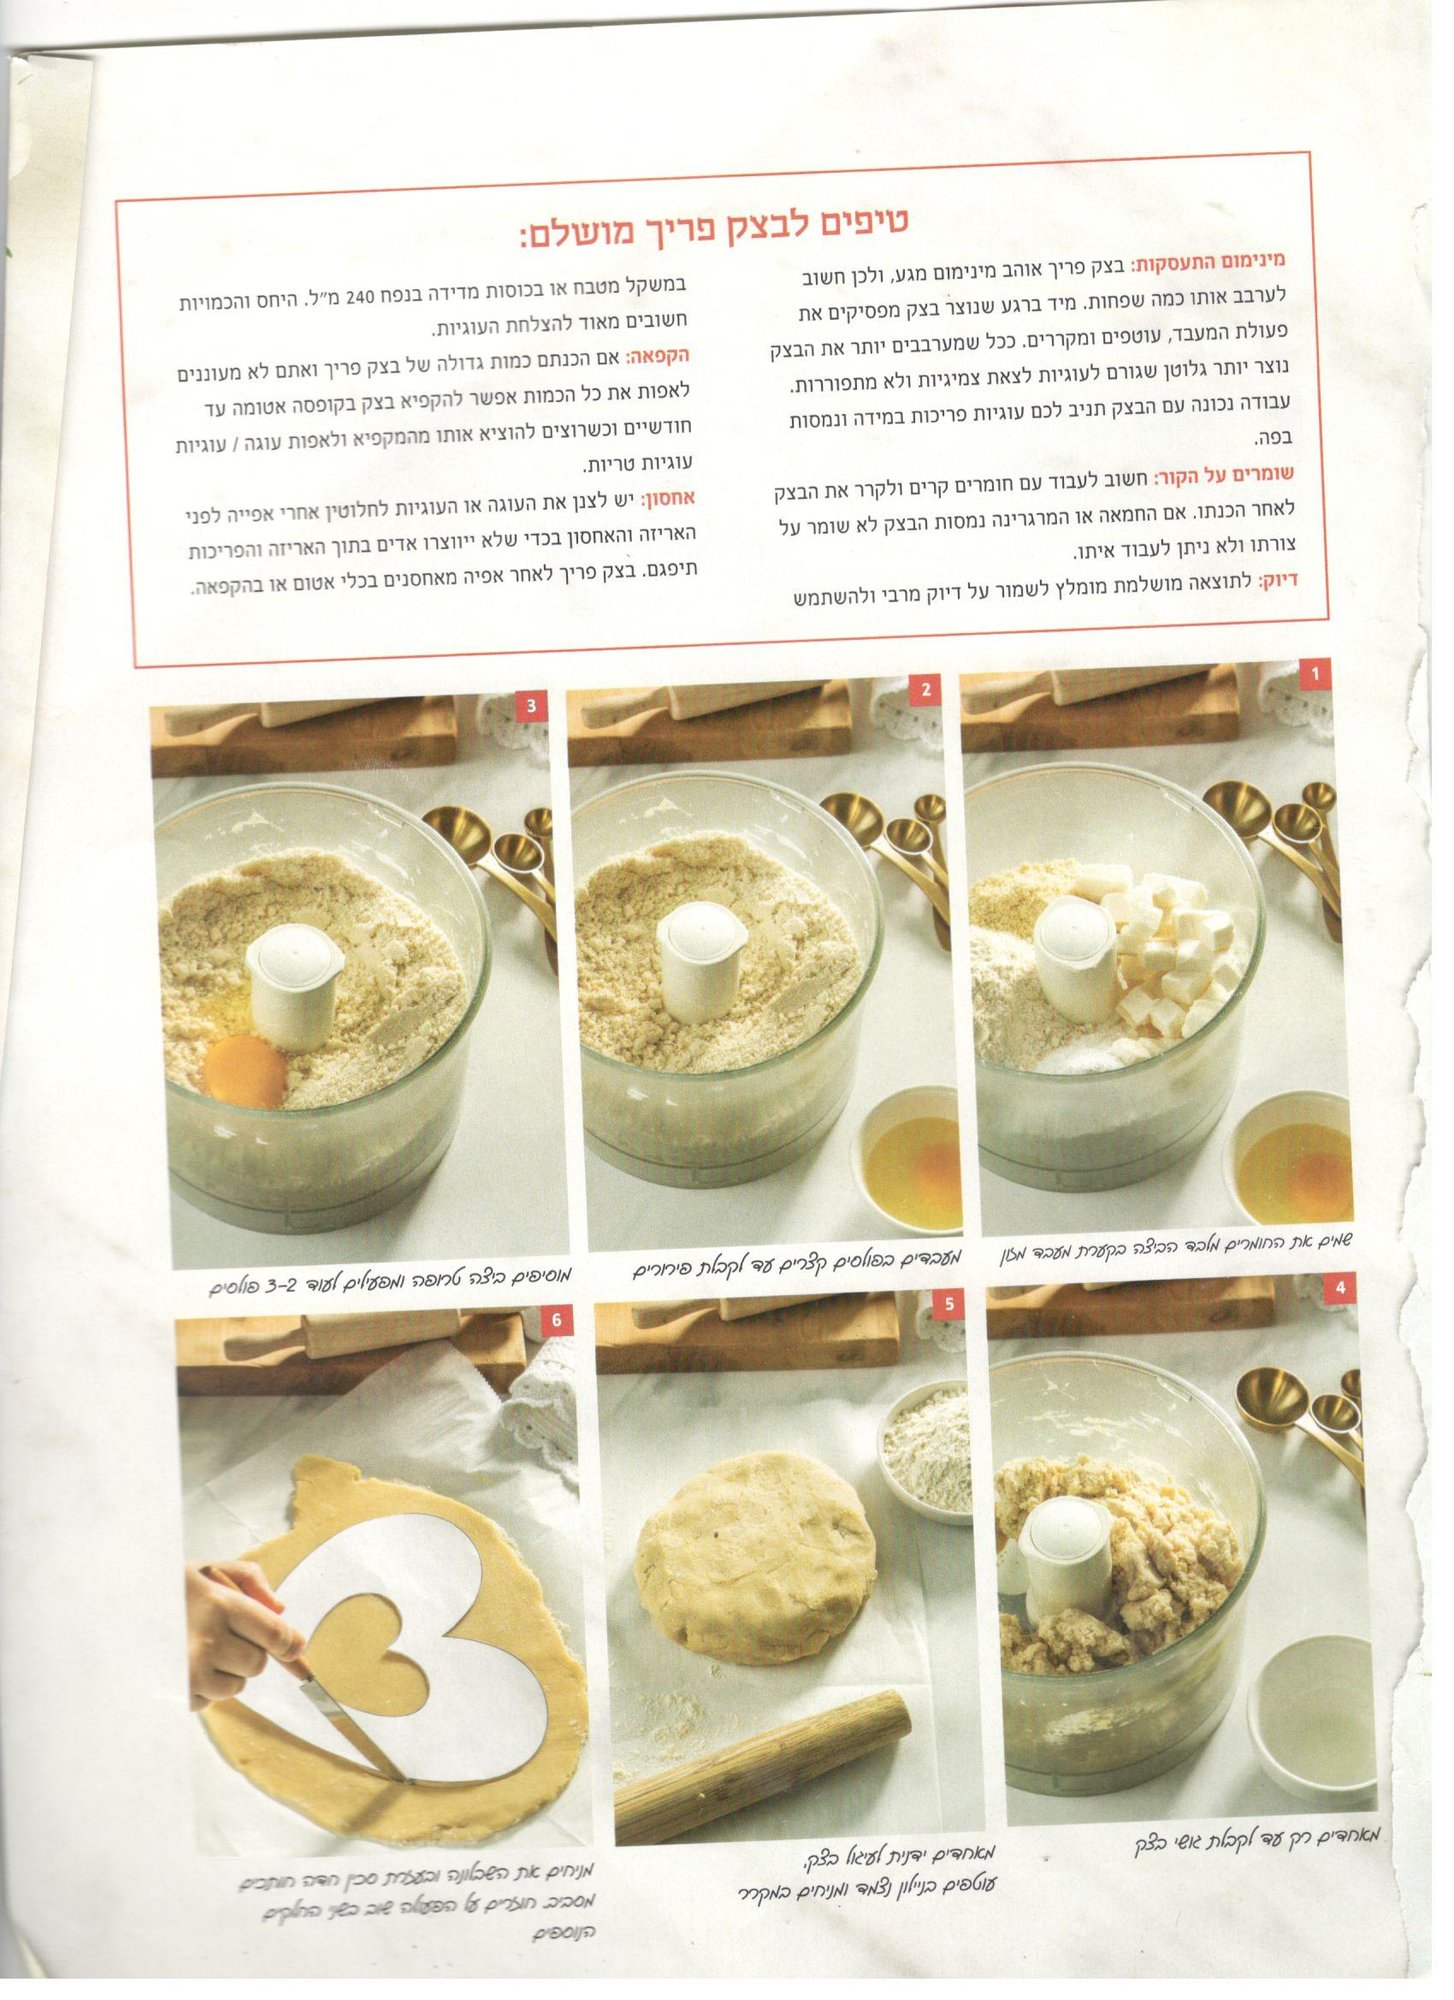 טיפים לבצק פריך מושלם:
מינימום התעסקות: בצק פריך אוהב מינימום מגע, ולכן חשוב
לערבב אותו כמה שפחות. מיד ברגע שנוצר בצק מפסיקים את
פעולת המעבד, עוטפים ומקררים. ככל שמערבבים יותר את הבצק
נוצר יותר גלוטן שגורם לעוגיות לצאת צמיגיות ולא מתפוררות.
עבודה נכונה עם הבצק תניב לכם עוגיות פריכות במידה ונמסות
בפה.
שומרים על הקור: חשוב לעבוד עם חומרים קרים ולקרר את הבצק
לאחר הכנתו. אם החמאה או המרגרינה נמסות הבצק לא שומר על
צורתו ולא ניתן לעבוד איתו.
דיוק: לתוצאה מושלמת מומלץ לשמור על דיוק מרבי ולהשתמש
במשקל מטבח או בכוסות מדידה בנפח 240 מ"ל. היחס והכמויות
חשובים מאוד להצלחת העוגיות.
הקפאה: אם הכנתם כמות גדולה של בצק פריך ואתם לא מעוננים
לאפות את כל הכמות אפשר להקפיא בצק בקופסה אטומה עד
חודשיים וכשרוצים להוציא אותו מהמקפיא ולאפות עוגה / עוגיות
עוגיות טריות.
אחסון: יש לצנן את העוגה או העוגיות לחלוטין אחרי אפייה לפני
האריזה והאחסון בכדי שלא ייווצרו אדים בתוך האריזה והפריכות
תיפגם. בצק פריך לאחר אפיה מאחסנים בכלי אטום או בהקפאה.
1
שמים את החומרים מלבד הביצה בקערת מעבד מזון
2
מעבדים בפולסים קצרים עד לקבלת פירורים
3
מוסיפים ביצה טרופה ומפעילים לעוד 2-3 פולסים
4
מאחדים רק עד לקבלת גושי בצק
5
מאחדים ידנית לעיגול בצק,
עוטפים בניילון נצמד ומניחים במקרר
6
מניחים את השבלונה ובעזרת סכין חדה חותכים
מסביב. חוזרים על הפעולה שוב בשני החלקים
הנוספים